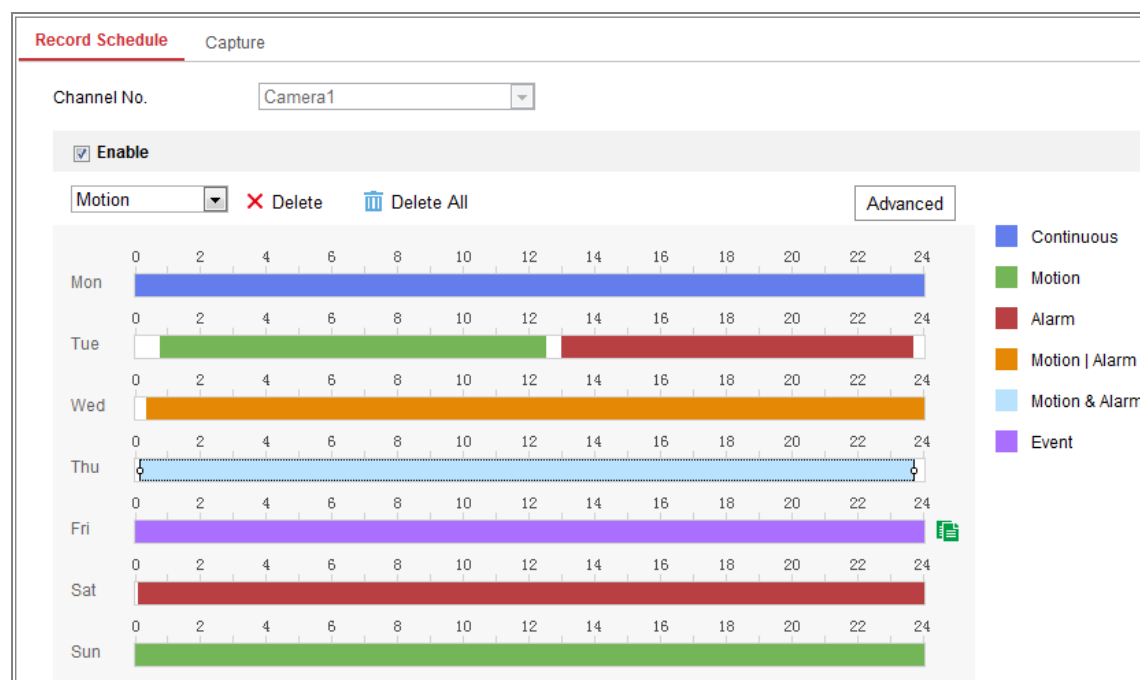 Record Schedule Capture
Channel No. Camera1
Enable
Motion Delete Delete All Advanced
Continuous
0 2 4 6 8 10 12 14 16 18 20 22 24
Mon
Motion
0 2 4 6 8 10 12 14 16 18 20 22 24
Alarm
Tue
Motion | Alarm
0 2 4 6 8 10 12 14 16 18 20 22 24
Wed
Motion & Alarm
0 2 4 6 8 10 12 14 16 18 20 22 24
Event
Thu
0 2 4 6 8 10 12 14 16 18 20 22 24
Fri
0 2 4 6 8 10 12 14 16 18 20 22 24
Sat
0 2 4 6 8 10 12 14 16 18 20 22 24
Sun